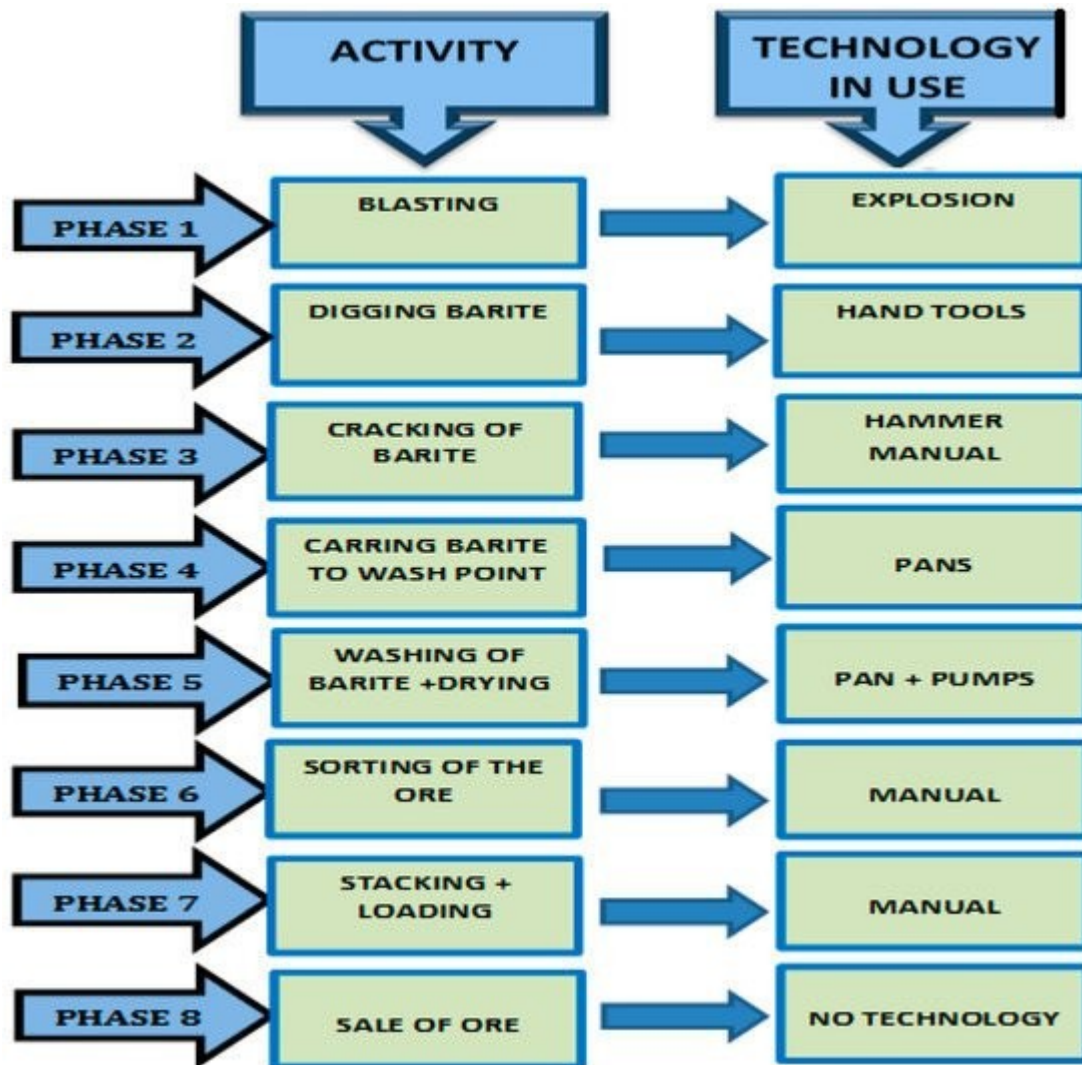 ACTIVITY
TECHNOLOGY
IN USE
PHASE 1
BLASTING
EXPLOSION
PHASE 2
DIGGING BARITE
HAND TOOLS
PHASE 3
CRACKING OF
BARITE
HAMMER
MANUAL
PHASE 4
CARRING BARITE
TO WASH POINT
PANS
PHASE 5
WASHING OF
BARITE +DRYING
PAN + PUMPS
PHASE 6
SORTING OF THE
ORE
MANUAL
PHASE 7
STACKING +
LOADING
MANUAL
PHASE 8
SALE OF ORE
NO TECHNOLOGY